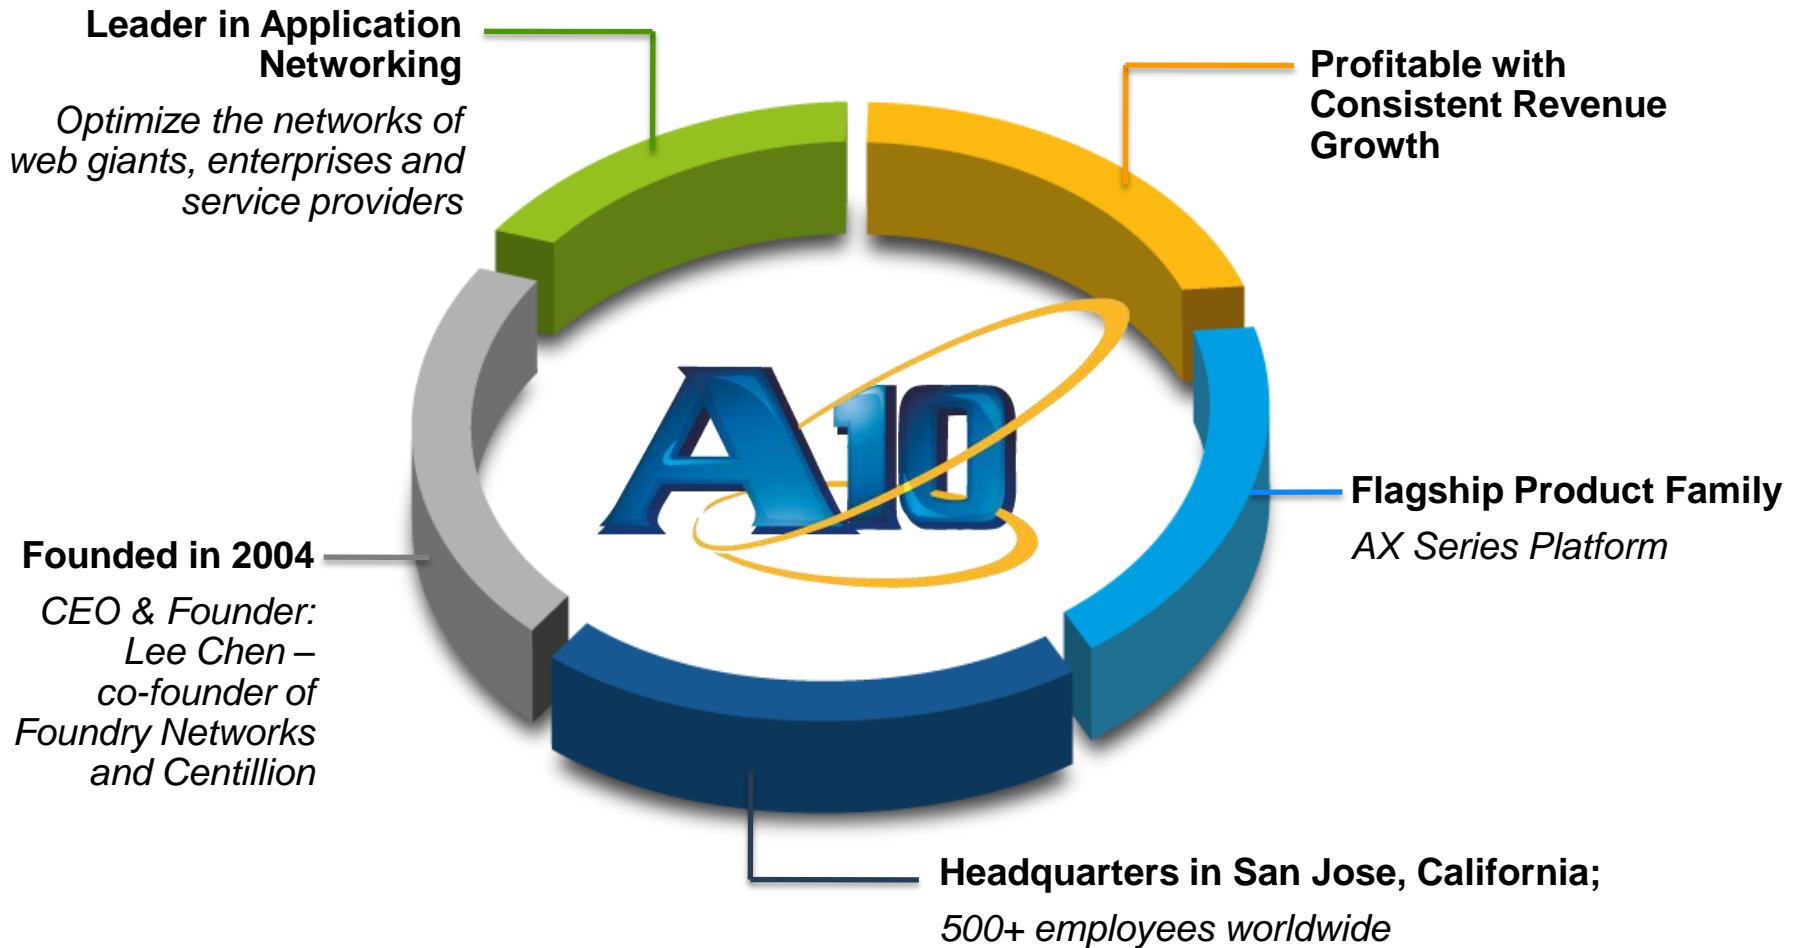 Leader in Application
Networking
Optimize the networks of
web giants, enterprises and
service providers
Profitable with
Consistent Revenue
Growth
A10
Flagship Product Family
AX Series Platform
Founded in 2004
CEO & Founder:
Lee Chen –
co-founder of
Foundry Networks
and Centillion
Headquarters in San Jose, California;
500+ employees worldwide